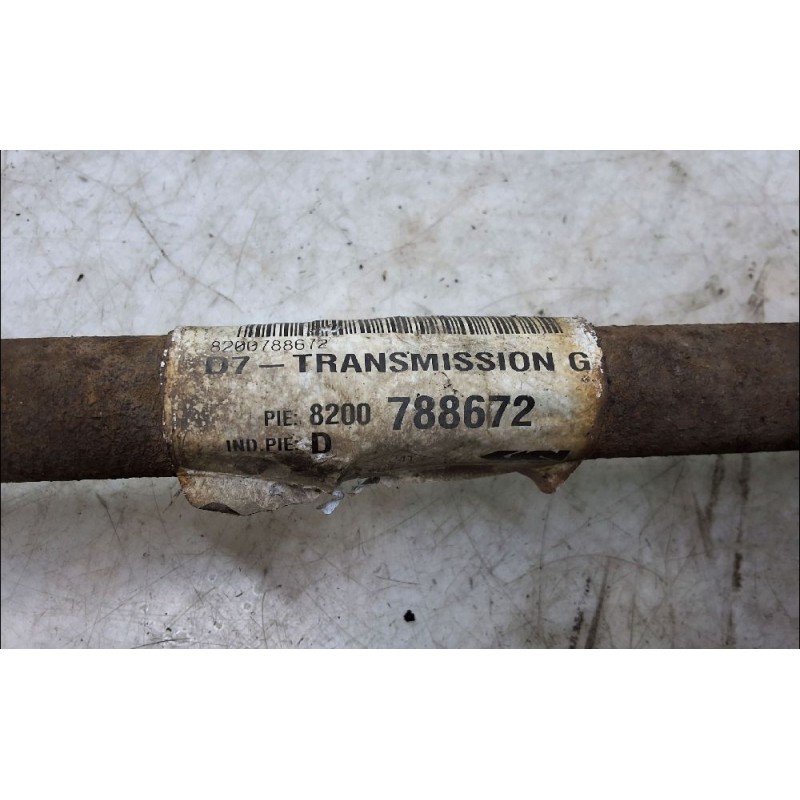 8200788672
D7 - TRANSMISSION G
PIE: 8200 788672
IND.PIE: D